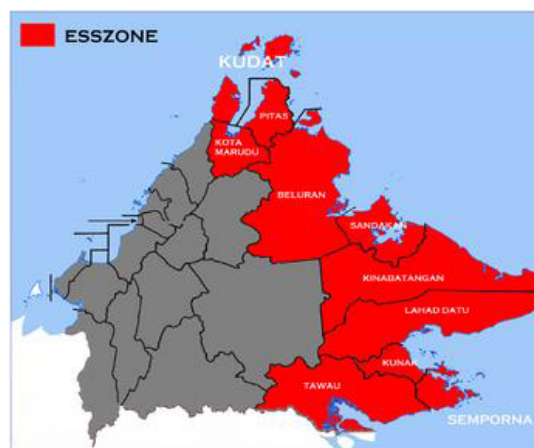 ESSZONE
KUDAT
PITAS
KOTA
MARUDU
BELURAN
SANDAKAN
KINABATANGAN
LAHAD DATU
KUNAK
TAWAU
SEMPORNA